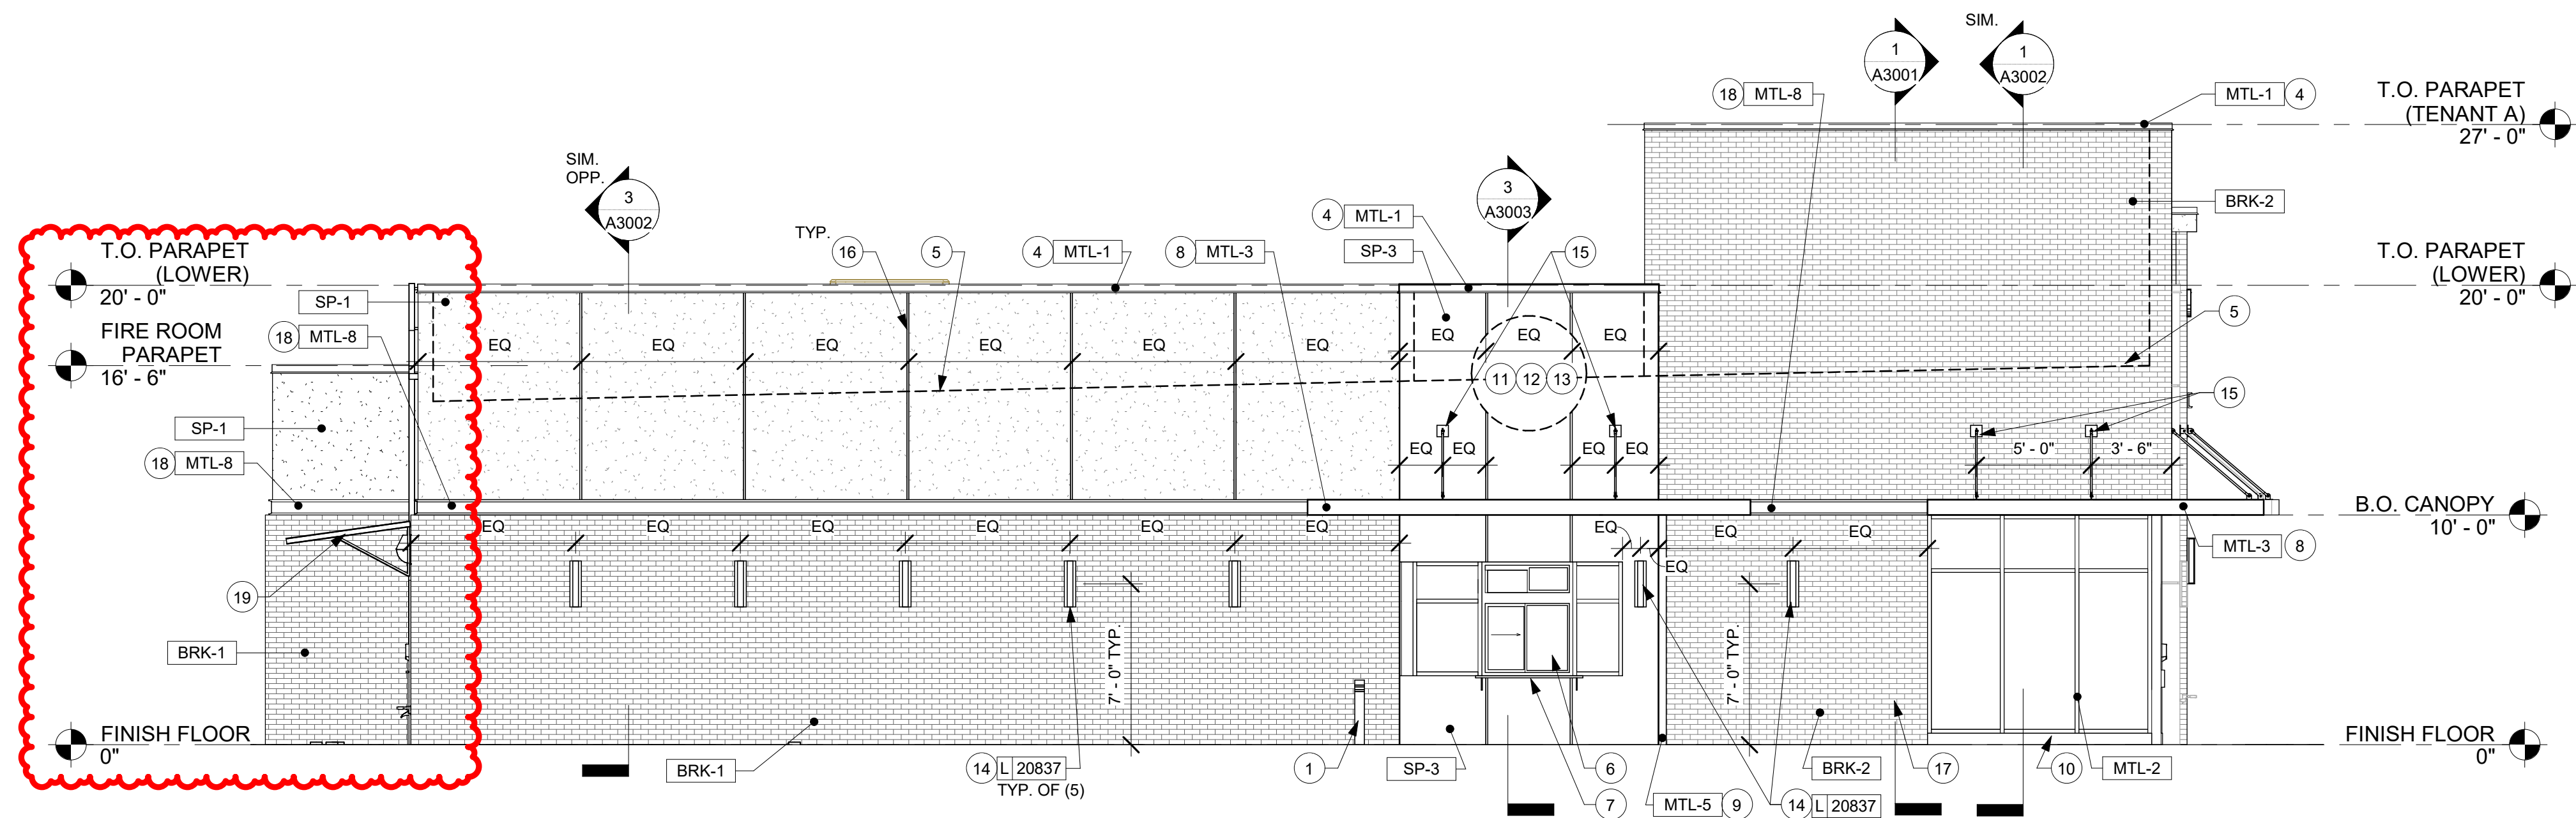 SIM.
1
A3001
1
A3002
18 MTL-8
MTL-1 4
T.O. PARAPET
(TENANT A)
27' - 0"
SIM.
OPP.
3
A3002
3
A3003
4 MTL-1
SP-3
BRK-2
TYP.
16
5
4 MTL-1
8 MTL-3
15
T.O. PARAPET
(LOWER)
20' - 0"
T.O. PARAPET
(LOWER)
20' - 0"
SP-1
18 MTL-8
FIRE ROOM
PARAPET
16' - 6"
5
EQ EQ EQ EQ EQ EQ EQ EQ EQ
11 12 13
15
SP-1
18 MTL-8
EQ EQ EQ EQ
5' - 0" 3' - 6"
B.O. CANOPY
10' - 0"
EQ EQ EQ EQ EQ EQ EQ EQ EQ
EQ
MTL-3 8
19
BRK-1
7' - 0" TYP.
7' - 0" TYP.
FINISH FLOOR
0"
FINISH FLOOR
0"
BRK-1
14 L 20837
TYP. OF (5)
1
SP-3
6
7
MTL-5 9
14 L 20837
BRK-2
17
10
MTL-2